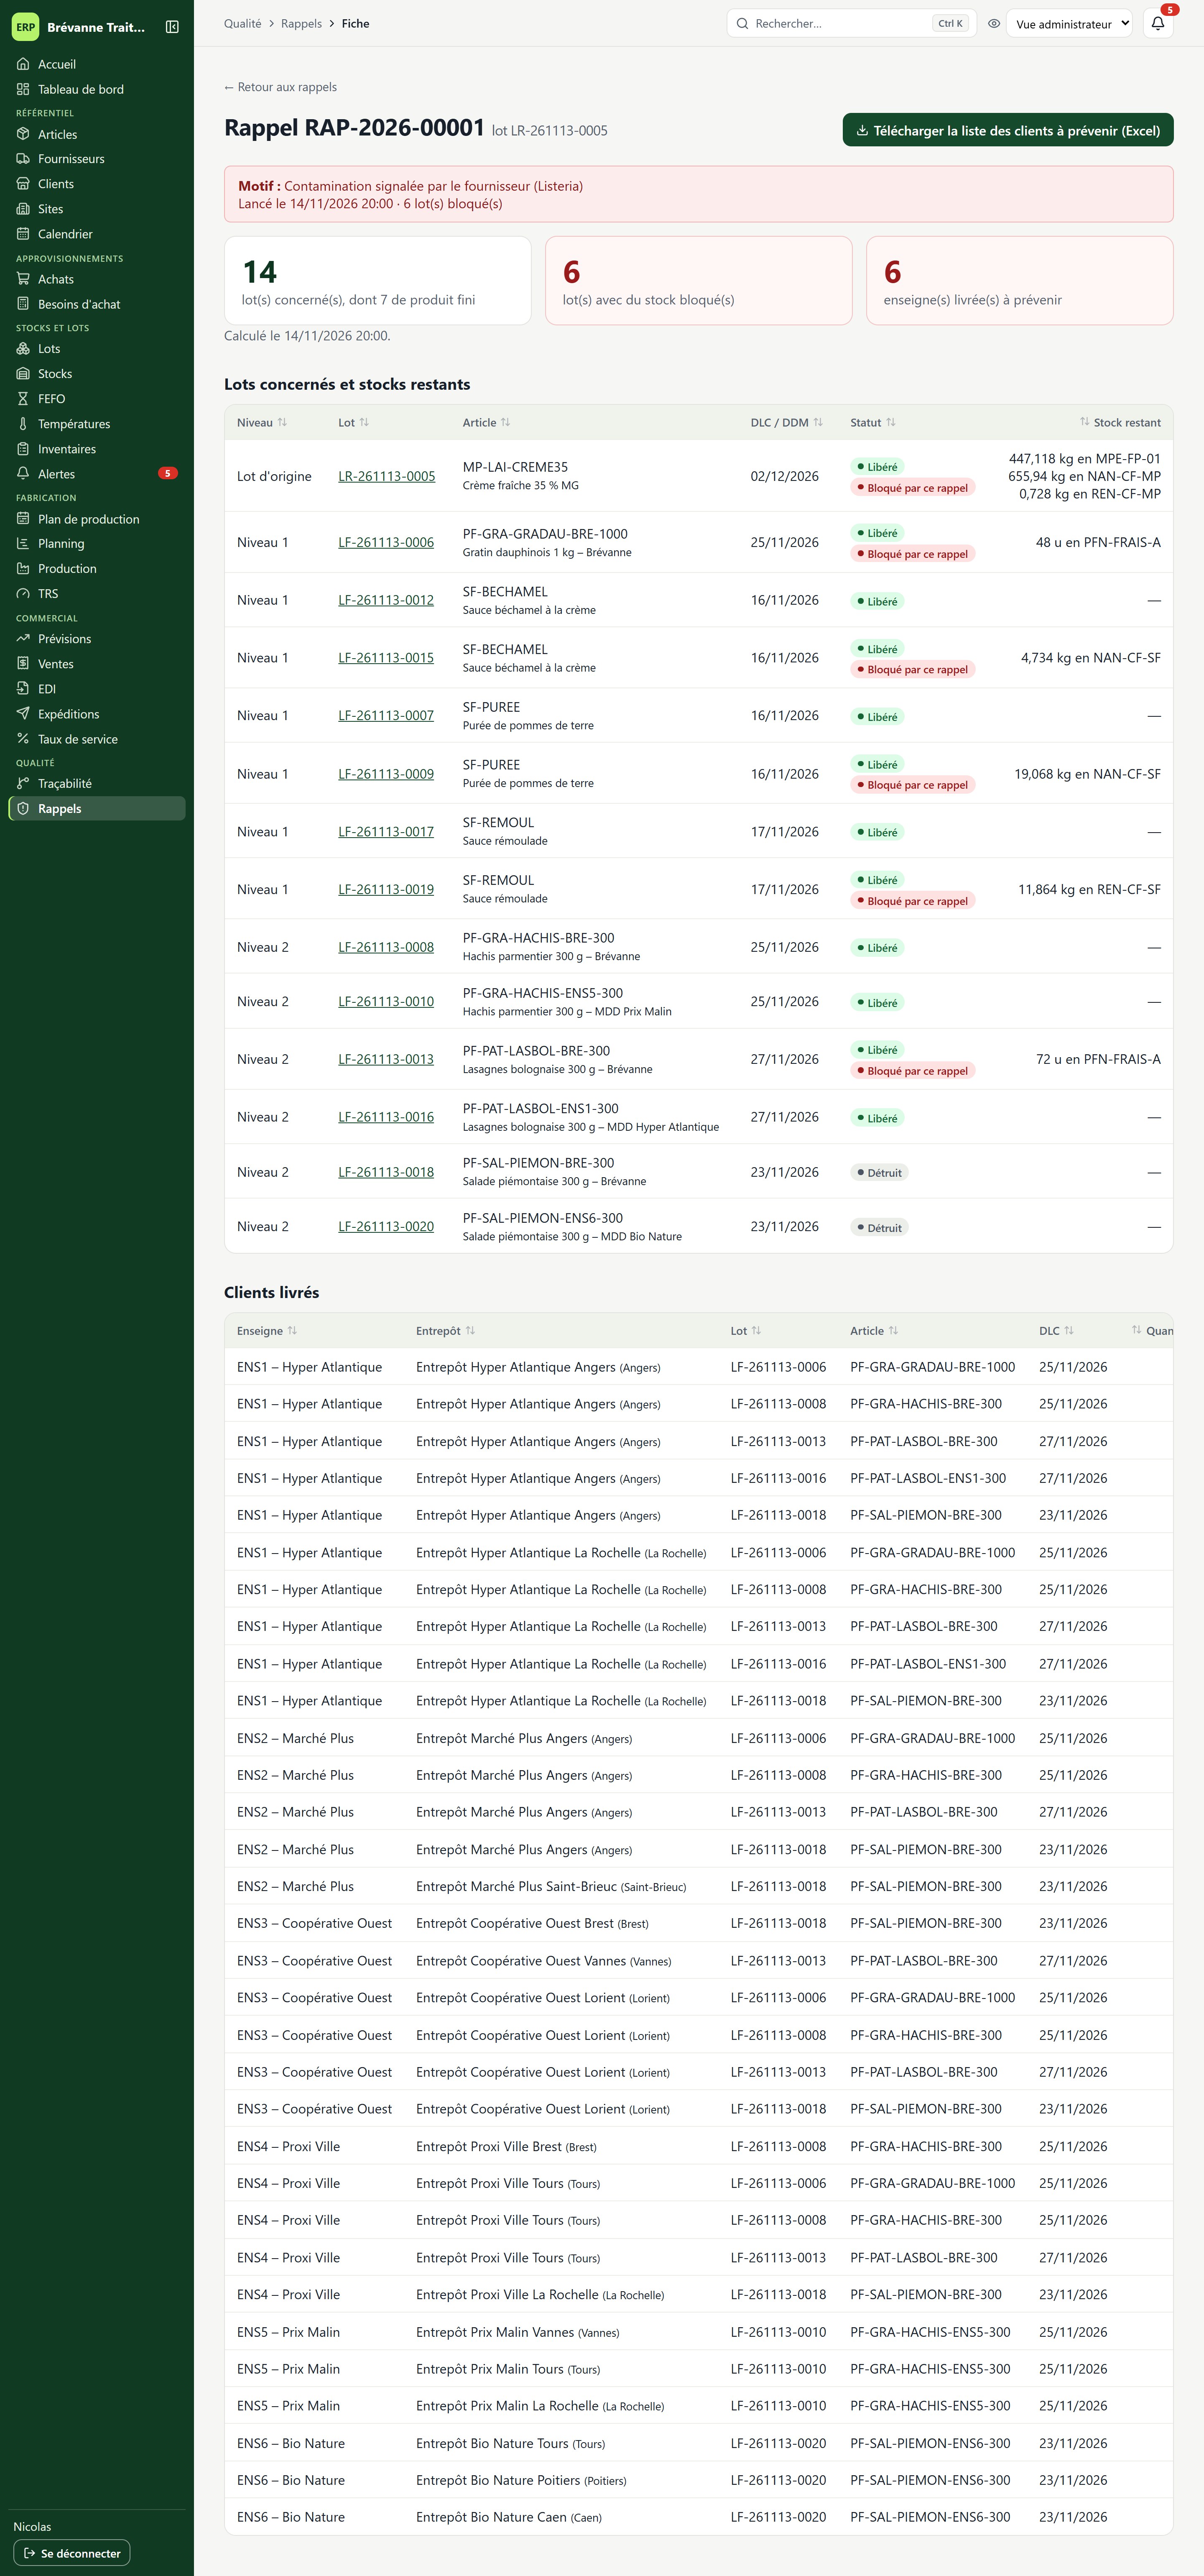 ERP Brévanne Trait...
Accueil
Tableau de bord
RÉFÉRENTIEL
Articles
Fournisseurs
Clients
Sites
Calendrier
APPROVISIONNEMENTS
Achats
Besoins d'achat
STOCKS ET LOTS
Lots
Stocks
FEFO
Températures
Inventaires
Alertes 5
FABRICATION
Plan de production
Planning
Production
TRS
COMMERCIAL
Prévisions
Ventes
EDI
Expéditions
Taux de service
QUALITÉ
Traçabilité
Rappels
Nicolas
Se déconnecter
Qualité > Rappels > Fiche
Rechercher... Ctrl K
Vue administrateur
5
← Retour aux rappels
Rappel RAP-2026-00001 lot LR-261113-0005
Télécharger la liste des clients à prévenir (Excel)
Motif : Contamination signalée par le fournisseur (Listeria)
Lancé le 14/11/2026 20:00 · 6 lot(s) bloqué(s)
14
lot(s) concerné(s), dont 7 de produit fini
6
lot(s) avec du stock bloqué(s)
6
enseigne(s) livrée(s) à prévenir
Calculé le 14/11/2026 20:00.
Lots concernés et stocks restants
Niveau Lot Article DLC / DDM Statut Stock restant
Lot d'origine LR-261113-0005 MP-LAI-CREME35 Crème fraîche 35 % MG 02/12/2026 Libéré Bloqué par ce rappel 447,118 kg en MPE-FP-01
655,94 kg en NAN-CF-MP
0,728 kg en REN-CF-MP
Niveau 1 LF-261113-0006 PF-GRA-GRADAU-BRE-1000 Gratin dauphinois 1 kg – Brévanne 25/11/2026 Libéré Bloqué par ce rappel 48 u en PFN-FRAIS-A
Niveau 1 LF-261113-0012 SF-BECHAMEL Sauce béchamel à la crème 16/11/2026 Libéré —
Niveau 1 LF-261113-0015 SF-BECHAMEL Sauce béchamel à la crème 16/11/2026 Libéré Bloqué par ce rappel 4,734 kg en NAN-CF-SF
Niveau 1 LF-261113-0007 SF-PUREE Purée de pommes de terre 16/11/2026 Libéré —
Niveau 1 LF-261113-0009 SF-PUREE Purée de pommes de terre 16/11/2026 Libéré Bloqué par ce rappel 19,068 kg en NAN-CF-SF
Niveau 1 LF-261113-0017 SF-REMOUL Sauce rémoulade 17/11/2026 Libéré —
Niveau 1 LF-261113-0019 SF-REMOUL Sauce rémoulade 17/11/2026 Libéré Bloqué par ce rappel 11,864 kg en REN-CF-SF
Niveau 2 LF-261113-0008 PF-GRA-HACHIS-BRE-300 Hachis parmentier 300 g – Brévanne 25/11/2026 Libéré —
Niveau 2 LF-261113-0010 PF-GRA-HACHIS-ENS5-300 Hachis parmentier 300 g – MDD Prix Malin 25/11/2026 Libéré —
Niveau 2 LF-261113-0013 PF-PAT-LASBOL-BRE-300 Lasagnes bolognaise 300 g – Brévanne 27/11/2026 Libéré Bloqué par ce rappel 72 u en PFN-FRAIS-A
Niveau 2 LF-261113-0016 PF-PAT-LASBOL-ENS1-300 Lasagnes bolognaise 300 g – MDD Hyper Atlantique 27/11/2026 Libéré —
Niveau 2 LF-261113-0018 PF-SAL-PIEMON-BRE-300 Salade piémontaise 300 g – Brévanne 23/11/2026 Détruit —
Niveau 2 LF-261113-0020 PF-SAL-PIEMON-ENS6-300 Salade piémontaise 300 g – MDD Bio Nature 23/11/2026 Détruit —
Clients livrés
Enseigne Entrepôt Lot Article DLC Quan
ENS1 – Hyper Atlantique Entrepôt Hyper Atlantique Angers (Angers) LF-261113-0006 PF-GRA-GRADAU-BRE-1000 25/11/2026
ENS1 – Hyper Atlantique Entrepôt Hyper Atlantique Angers (Angers) LF-261113-0008 PF-GRA-HACHIS-BRE-300 25/11/2026
ENS1 – Hyper Atlantique Entrepôt Hyper Atlantique Angers (Angers) LF-261113-0013 PF-PAT-LASBOL-BRE-300 27/11/2026
ENS1 – Hyper Atlantique Entrepôt Hyper Atlantique Angers (Angers) LF-261113-0016 PF-PAT-LASBOL-ENS1-300 27/11/2026
ENS1 – Hyper Atlantique Entrepôt Hyper Atlantique Angers (Angers) LF-261113-0018 PF-SAL-PIEMON-BRE-300 23/11/2026
ENS1 – Hyper Atlantique Entrepôt Hyper Atlantique La Rochelle (La Rochelle) LF-261113-0006 PF-GRA-GRADAU-BRE-1000 25/11/2026
ENS1 – Hyper Atlantique Entrepôt Hyper Atlantique La Rochelle (La Rochelle) LF-261113-0008 PF-GRA-HACHIS-BRE-300 25/11/2026
ENS1 – Hyper Atlantique Entrepôt Hyper Atlantique La Rochelle (La Rochelle) LF-261113-0013 PF-PAT-LASBOL-BRE-300 27/11/2026
ENS1 – Hyper Atlantique Entrepôt Hyper Atlantique La Rochelle (La Rochelle) LF-261113-0016 PF-PAT-LASBOL-ENS1-300 27/11/2026
ENS1 – Hyper Atlantique Entrepôt Hyper Atlantique La Rochelle (La Rochelle) LF-261113-0018 PF-SAL-PIEMON-BRE-300 23/11/2026
ENS2 – Marché Plus Entrepôt Marché Plus Angers (Angers) LF-261113-0006 PF-GRA-GRADAU-BRE-1000 25/11/2026
ENS2 – Marché Plus Entrepôt Marché Plus Angers (Angers) LF-261113-0008 PF-GRA-HACHIS-BRE-300 25/11/2026
ENS2 – Marché Plus Entrepôt Marché Plus Angers (Angers) LF-261113-0013 PF-PAT-LASBOL-BRE-300 27/11/2026
ENS2 – Marché Plus Entrepôt Marché Plus Angers (Angers) LF-261113-0018 PF-SAL-PIEMON-BRE-300 23/11/2026
ENS2 – Marché Plus Entrepôt Marché Plus Saint-Brieuc (Saint-Brieuc) LF-261113-0018 PF-SAL-PIEMON-BRE-300 23/11/2026
ENS3 – Coopérative Ouest Entrepôt Coopérative Ouest Brest (Brest) LF-261113-0018 PF-SAL-PIEMON-BRE-300 23/11/2026
ENS3 – Coopérative Ouest Entrepôt Coopérative Ouest Vannes (Vannes) LF-261113-0013 PF-PAT-LASBOL-BRE-300 27/11/2026
ENS3 – Coopérative Ouest Entrepôt Coopérative Ouest Lorient (Lorient) LF-261113-0006 PF-GRA-GRADAU-BRE-1000 25/11/2026
ENS3 – Coopérative Ouest Entrepôt Coopérative Ouest Lorient (Lorient) LF-261113-0008 PF-GRA-HACHIS-BRE-300 25/11/2026
ENS3 – Coopérative Ouest Entrepôt Coopérative Ouest Lorient (Lorient) LF-261113-0013 PF-PAT-LASBOL-BRE-300 27/11/2026
ENS3 – Coopérative Ouest Entrepôt Coopérative Ouest Lorient (Lorient) LF-261113-0018 PF-SAL-PIEMON-BRE-300 23/11/2026
ENS4 – Proxi Ville Entrepôt Proxi Ville Brest (Brest) LF-261113-0008 PF-GRA-HACHIS-BRE-300 25/11/2026
ENS4 – Proxi Ville Entrepôt Proxi Ville Tours (Tours) LF-261113-0006 PF-GRA-GRADAU-BRE-1000 25/11/2026
ENS4 – Proxi Ville Entrepôt Proxi Ville Tours (Tours) LF-261113-0008 PF-GRA-HACHIS-BRE-300 25/11/2026
ENS4 – Proxi Ville Entrepôt Proxi Ville Tours (Tours) LF-261113-0013 PF-PAT-LASBOL-BRE-300 27/11/2026
ENS4 – Proxi Ville Entrepôt Proxi Ville La Rochelle (La Rochelle) LF-261113-0018 PF-SAL-PIEMON-BRE-300 23/11/2026
ENS5 – Prix Malin Entrepôt Prix Malin Vannes (Vannes) LF-261113-0010 PF-GRA-HACHIS-ENS5-300 25/11/2026
ENS5 – Prix Malin Entrepôt Prix Malin Tours (Tours) LF-261113-0010 PF-GRA-HACHIS-ENS5-300 25/11/2026
ENS5 – Prix Malin Entrepôt Prix Malin La Rochelle (La Rochelle) LF-261113-0010 PF-GRA-HACHIS-ENS5-300 25/11/2026
ENS6 – Bio Nature Entrepôt Bio Nature Tours (Tours) LF-261113-0020 PF-SAL-PIEMON-ENS6-300 23/11/2026
ENS6 – Bio Nature Entrepôt Bio Nature Poitiers (Poitiers) LF-261113-0020 PF-SAL-PIEMON-ENS6-300 23/11/2026
ENS6 – Bio Nature Entrepôt Bio Nature Caen (Caen) LF-261113-0020 PF-SAL-PIEMON-ENS6-300 23/11/2026